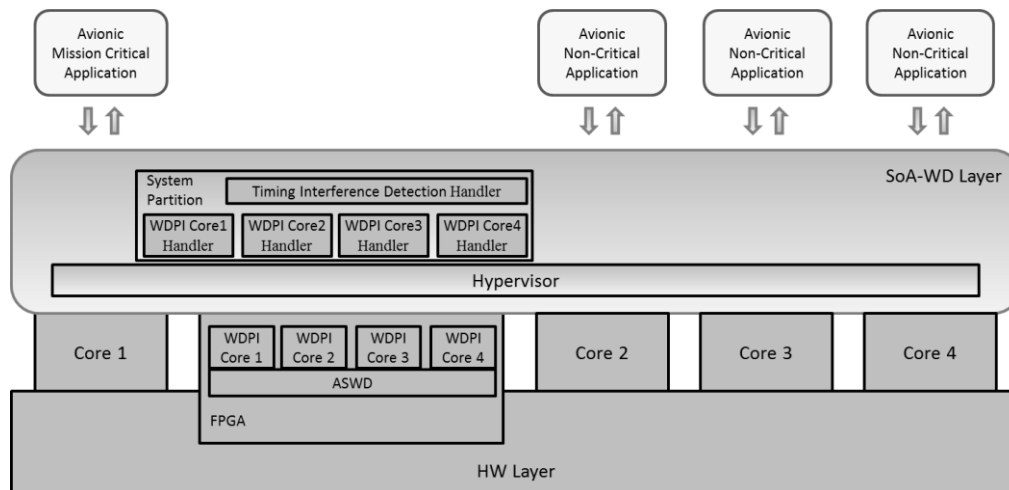 Avionic
Mission Critical
Application
Avionic
Non-Critical
Application
Avionic
Non-Critical
Application
Avionic
Non-Critical
Application
SoA-WD Layer
System
Partition
Timing Interference Detection Handler
WDPI Core1
Handler
WDPI Core2
Handler
WDPI Core3
Handler
WDPI Core4
Handler
Hypervisor
Core 1
WDPI
Core 1
WDPI
Core 2
WDPI
Core 3
WDPI
Core 4
ASWD
FPGA
Core 2
Core 3
Core 4
HW Layer